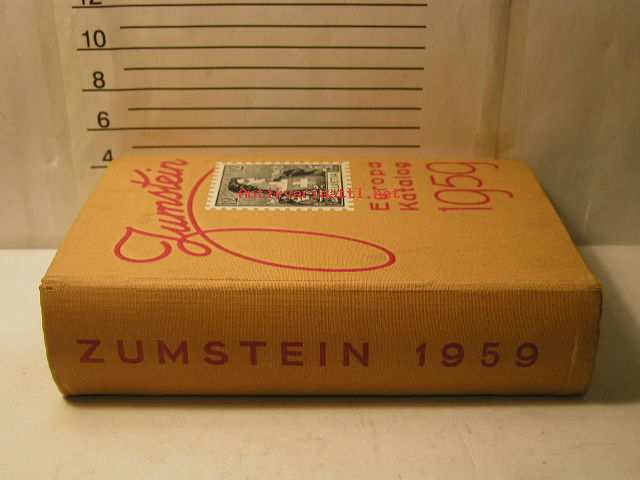 12
10
8
6
4
Zumstein
Europa
Katalog
1959
ZUMSTEIN 1959